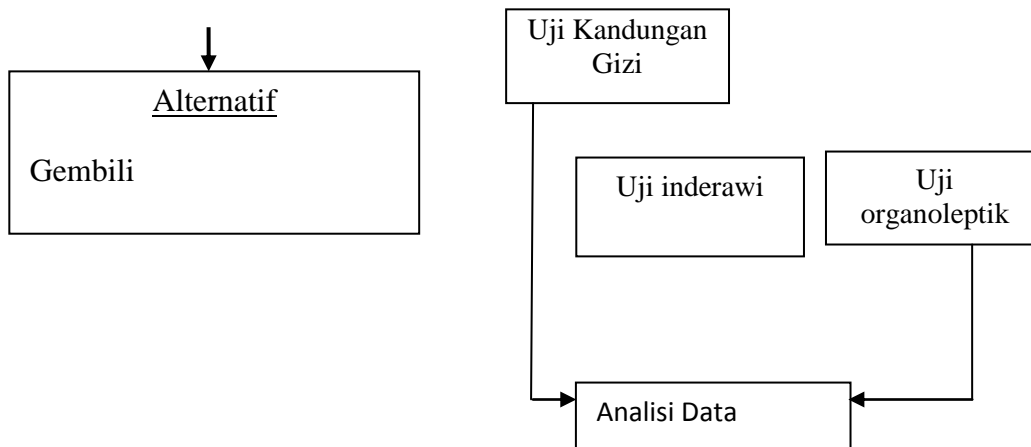 Alternatif
Gembili
Uji Kandungan
Gizi
Uji inderawi
Uji
organoleptik
Analisi Data